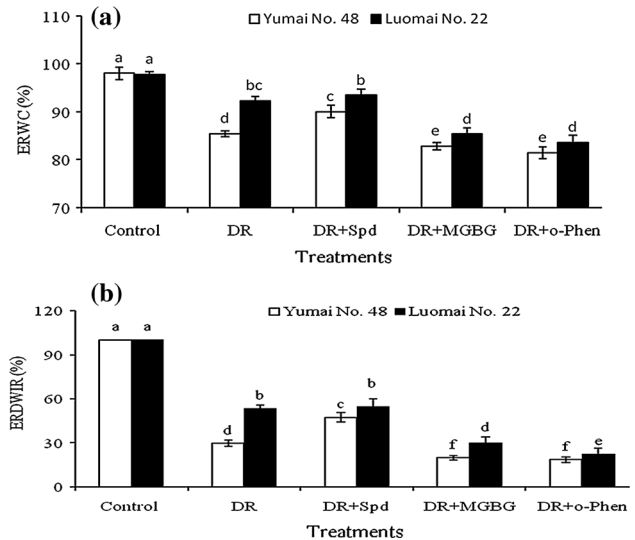 (a)
Yumai No. 48 Luomai No. 22
110
100
90
80
70
ERWC (%)
a a
d bc
c b
e d
e d
Control DR DR+Spd DR+MGBG DR+o-Phen
Treatments
(b)
Yumai No. 48 Luomai No. 22
120
90
60
30
0
ERDWIR (%)
a a
d b
c b
f d
f e
Control DR DR+Spd DR+MGBG DR+o-Phen
Treatments